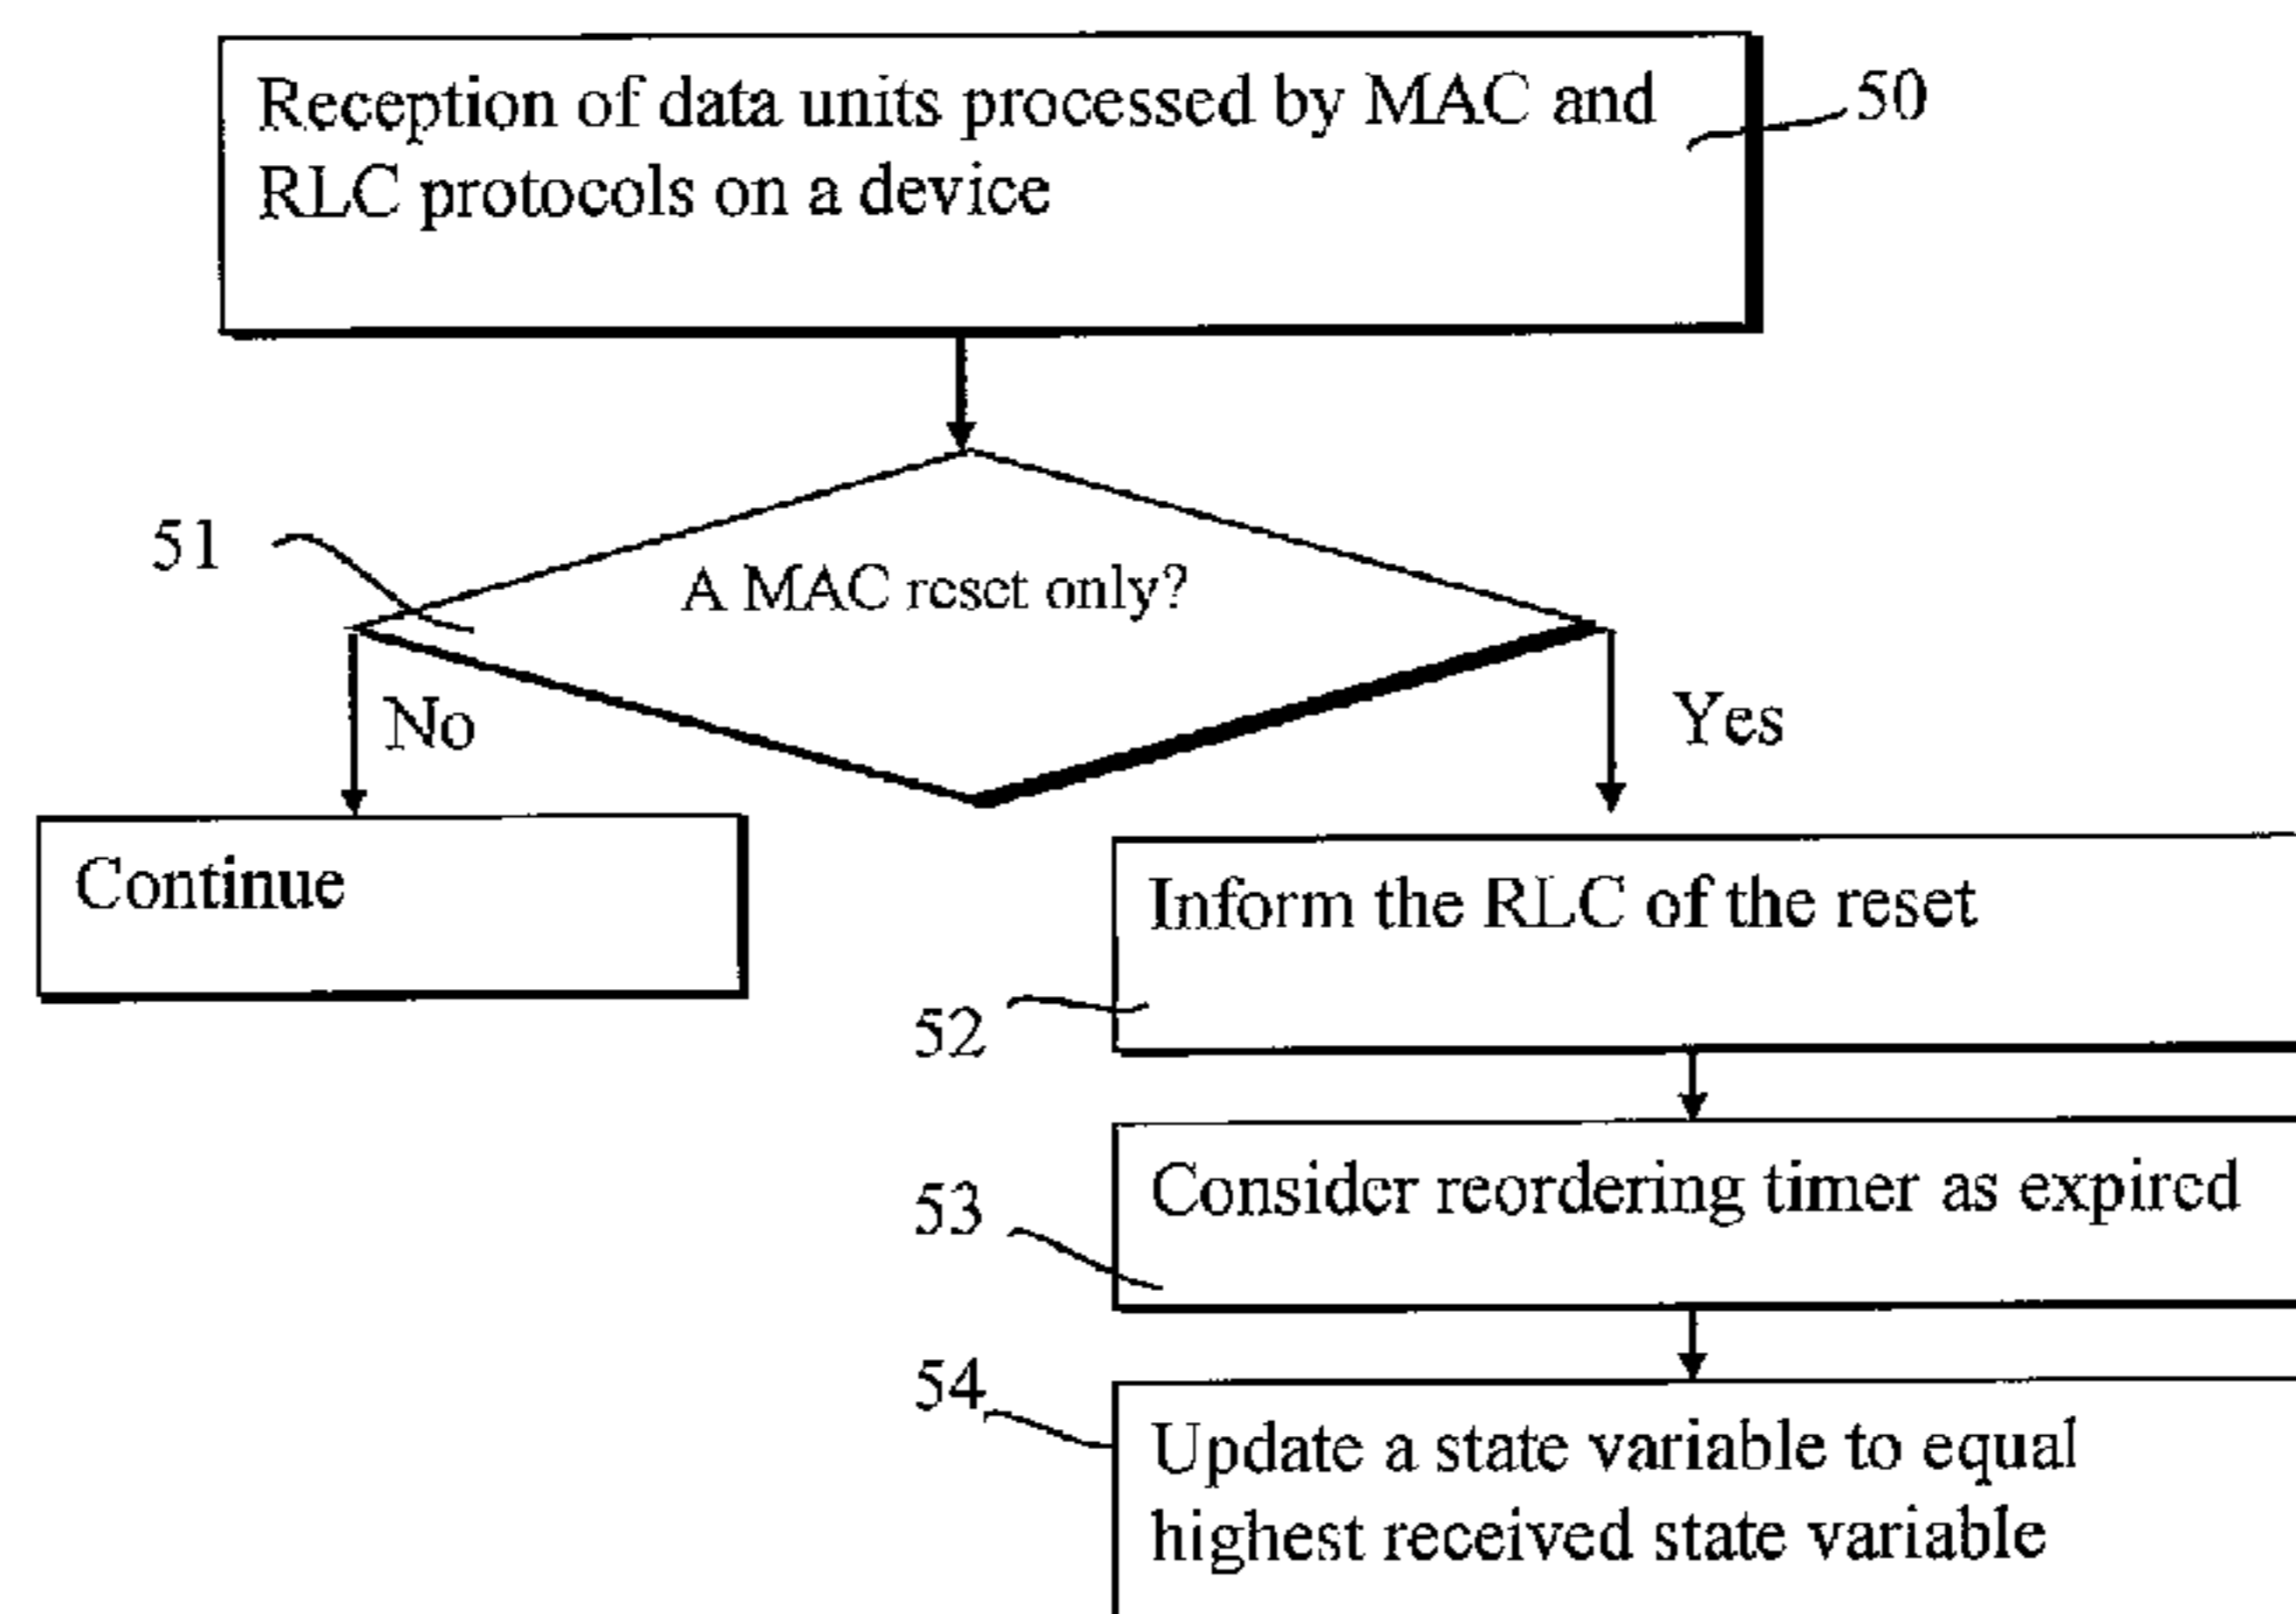 Reception of data units processed by MAC and
RLC protocols on a device
50
51
A MAC reset only?
No
Yes
Continue
Inform the RLC of the reset
52
Consider reordering timer as expired
53
54
Update a state variable to equal
highest received state variable